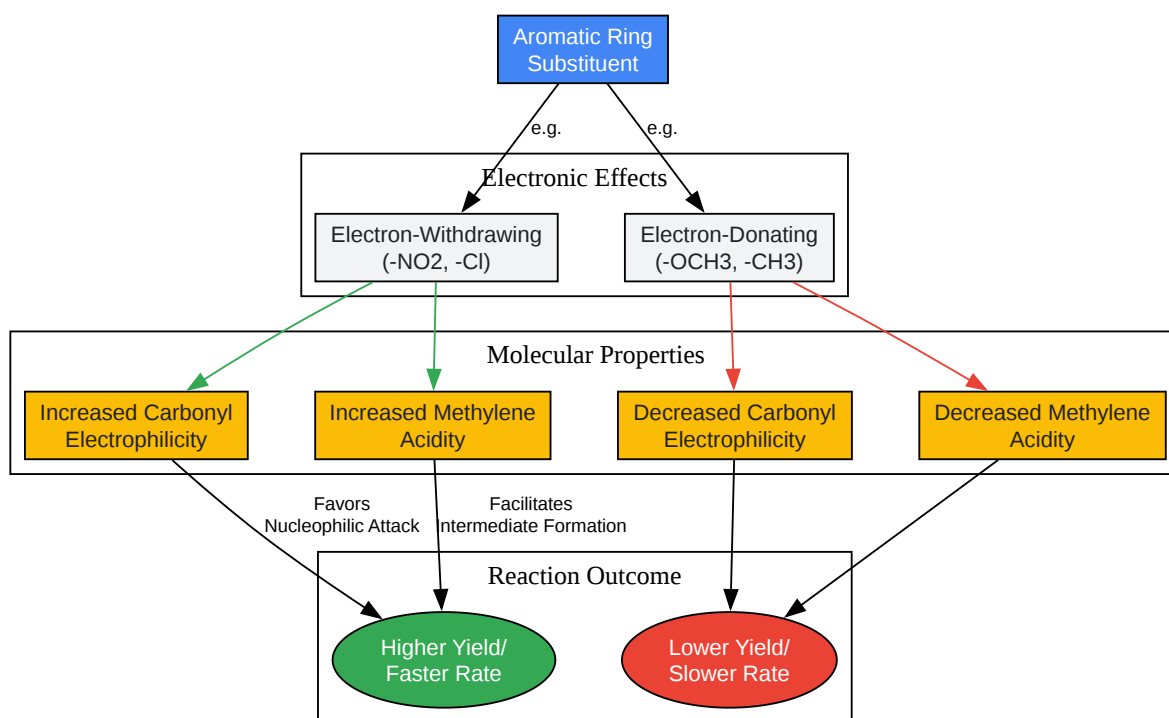 Aromatic Ring
Substituent
e.g.
e.g.
Electronic Effects
Electron-Withdrawing
(-NO2, -Cl)
Electron-Donating
(-OCH3, -CH3)
Molecular Properties
Increased Carbonyl
Electrophilicity
Increased Methylene
Acidity
Decreased Carbonyl
Electrophilicity
Decreased Methylene
Acidity
Favors
Nucleophilic Attack
Facilitates
Intermediate Formation
Reaction Outcome
Higher Yield/
Faster Rate
Lower Yield/
Slower Rate